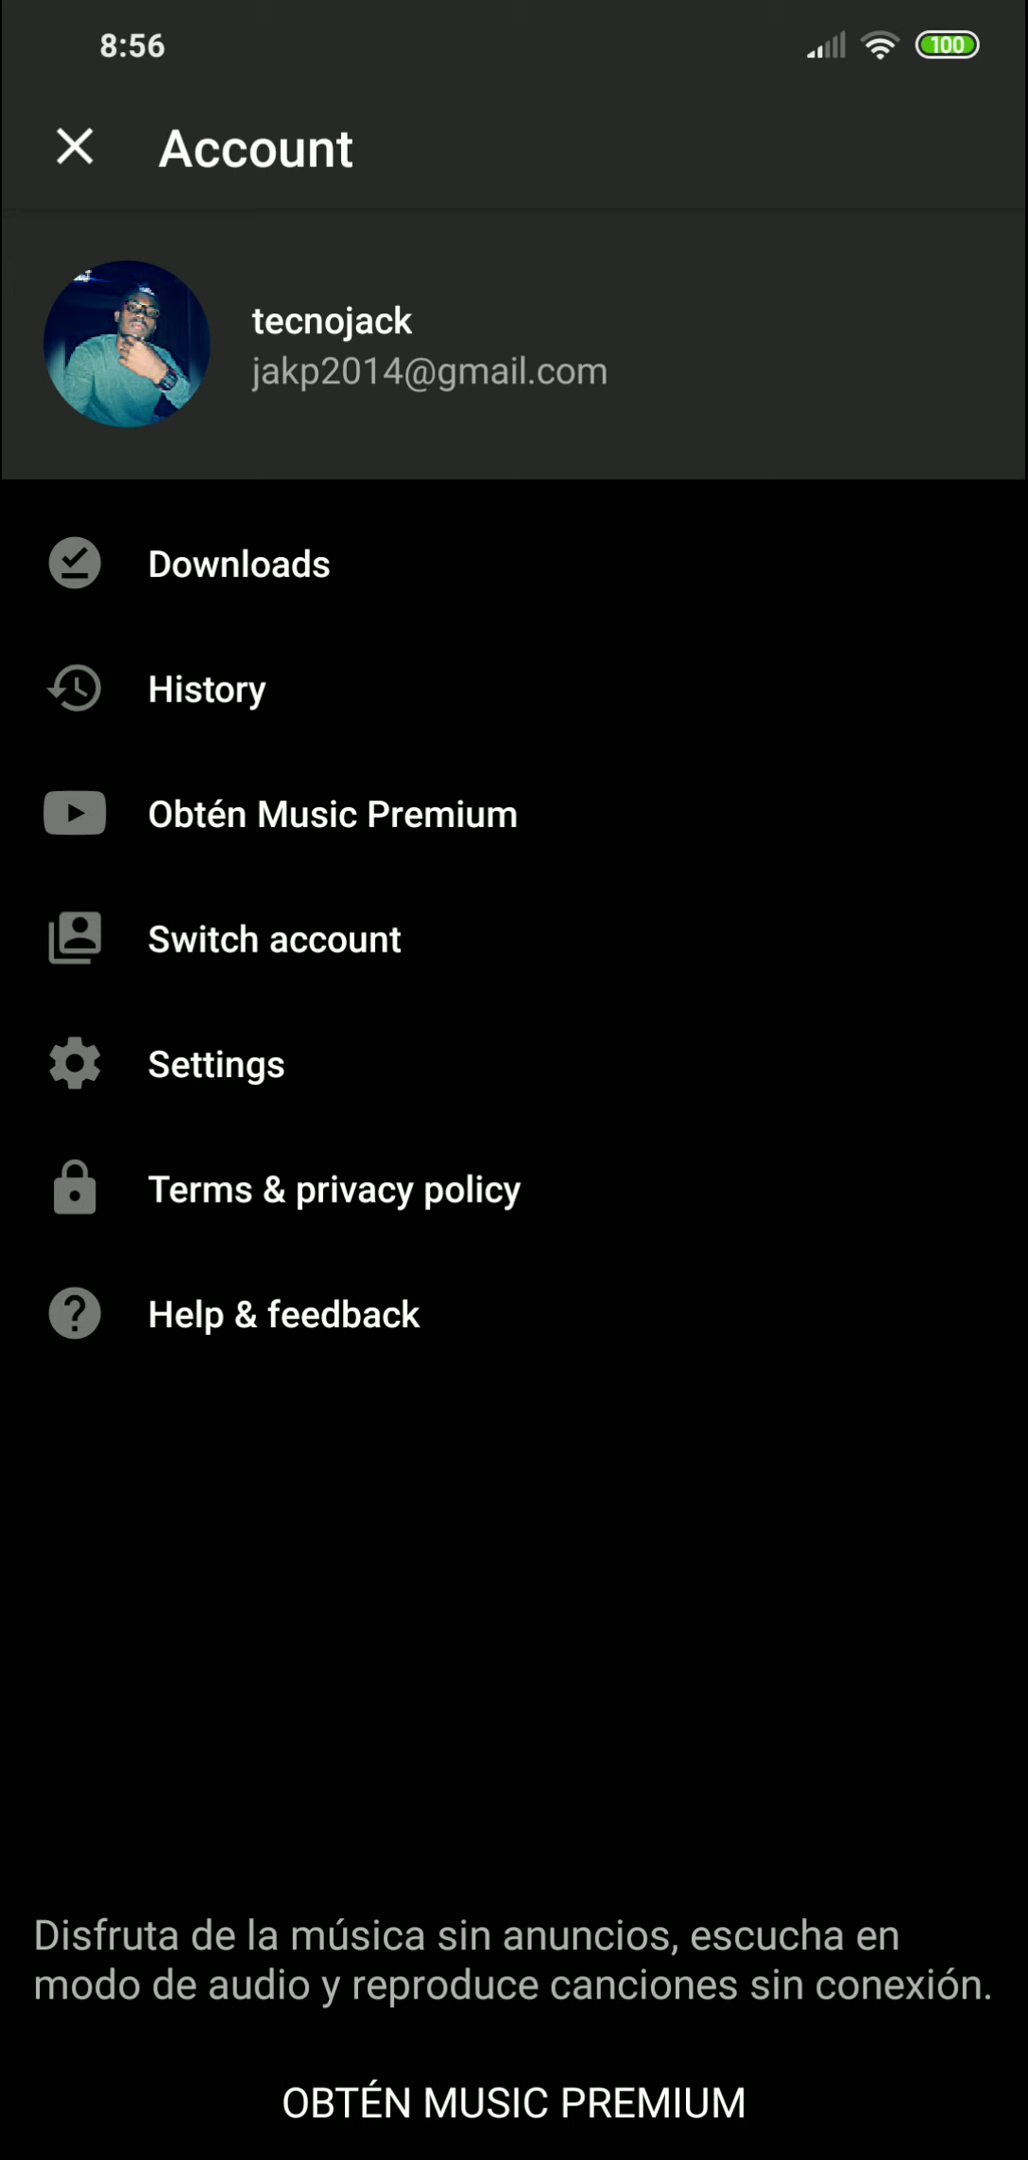 8:56
100
Account
tecnojack
jakp2014@gmail.com
Downloads
History
Obtén Music Premium
Switch account
Settings
Terms & privacy policy
Help & feedback
Disfruta de la música sin anuncios, escucha en
modo de audio y reproduce canciones sin conexión.
OBTÉN MUSIC PREMIUM